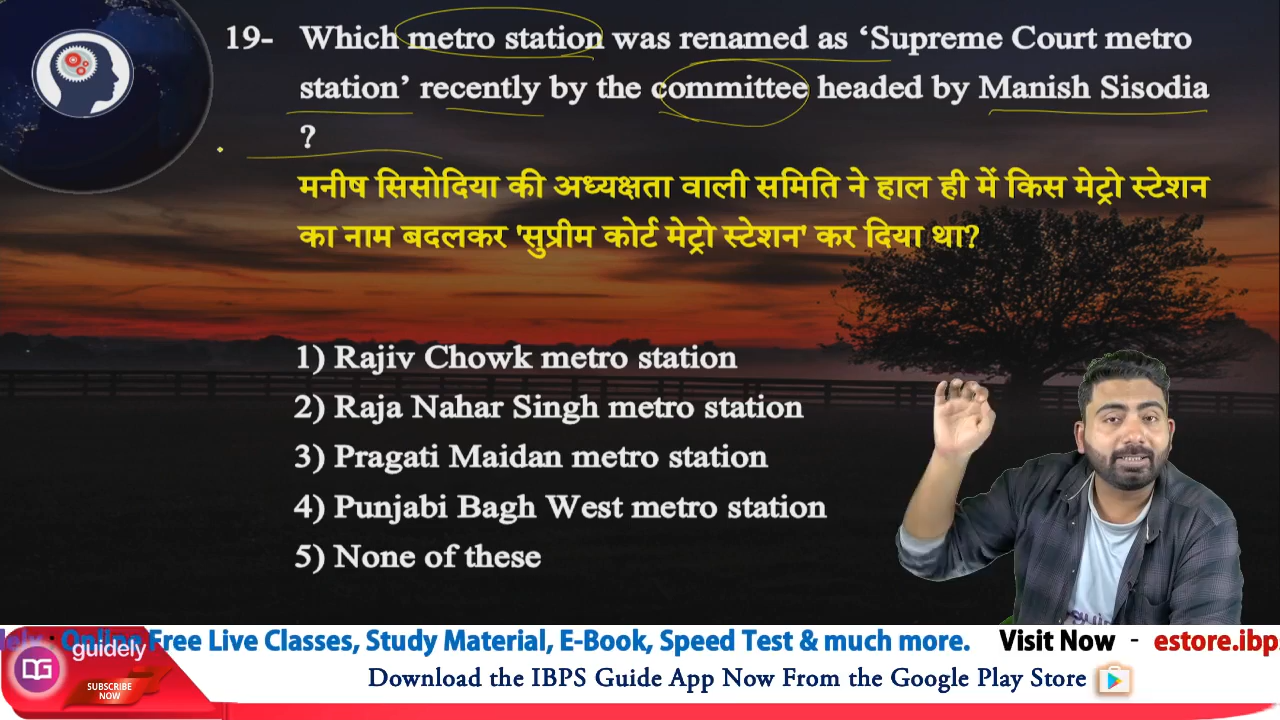 19- Which metro station was renamed as ‘Supreme Court metro
station’ recently by the committee headed by Manish Sisodia
?
मनीष सिसोदिया की अध्यक्षता वाली समिति ने हाल ही में किस मेट्रो स्टेशन
का नाम बदलकर 'सुप्रीम कोर्ट मेट्रो स्टेशन' कर दिया था?
1) Rajiv Chowk metro station
2) Raja Nahar Singh metro station
3) Pragati Maidan metro station
4) Punjabi Bagh West metro station
5) None of these
: Online Free Live Classes, Study Material, E-Book, Speed Test & much more. Visit Now - estore.ibp
guidely
SUBSCRIBE
NOW
Download the IBPS Guide App Now From the Google Play Store